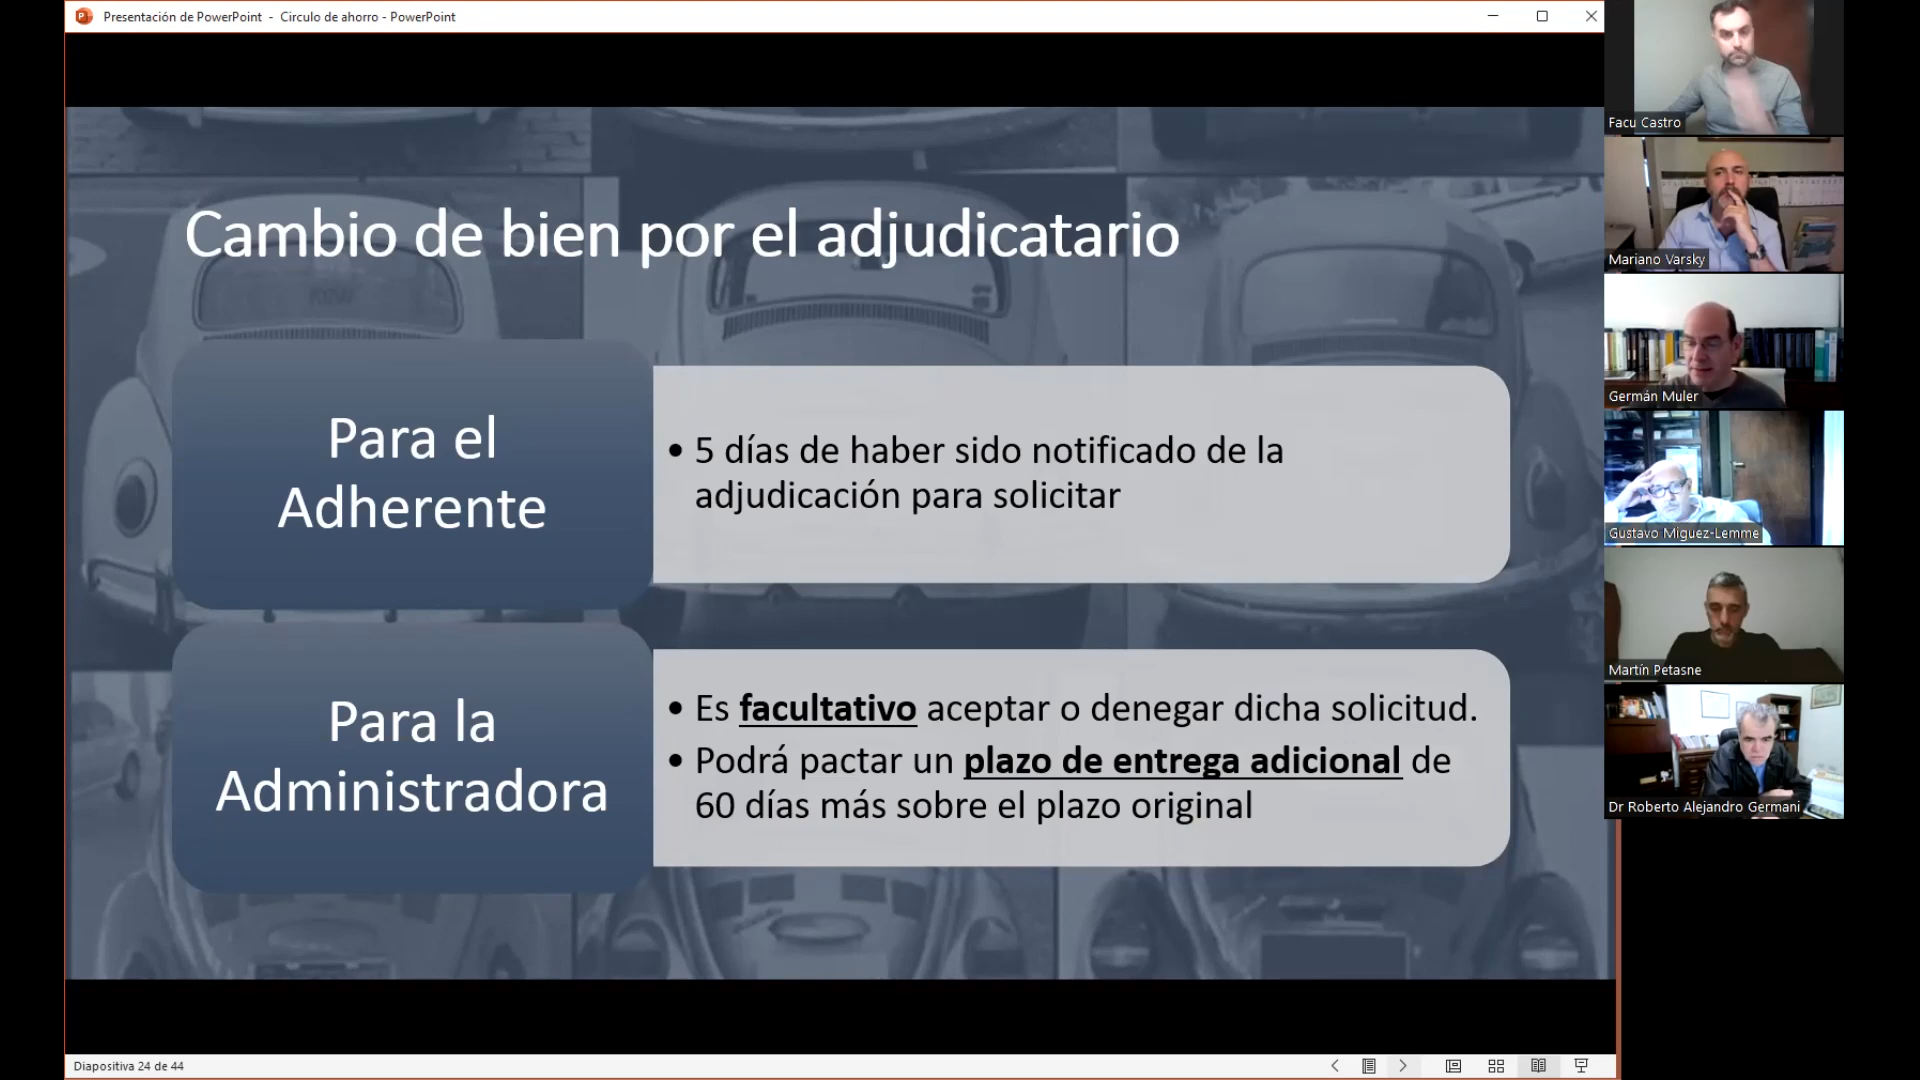 Presentación de PowerPoint - Circulo de ahorro - PowerPoint
Cambio de bien por el adjudicatario
Para el
Adherente
• 5 días de haber sido notificado de la
adjudicación para solicitar
Para la
Administradora
• Es facultativo aceptar o denegar dicha solicitud.
• Podrá pactar un plazo de entrega adicional de
60 días más sobre el plazo original
Diapositiva 24 de 44
Facu Castro
Mariano Varsky
Germán Muler
Gustavo Miguez-Lemme
Martín Petasne
Dr Roberto Alejandro Germani